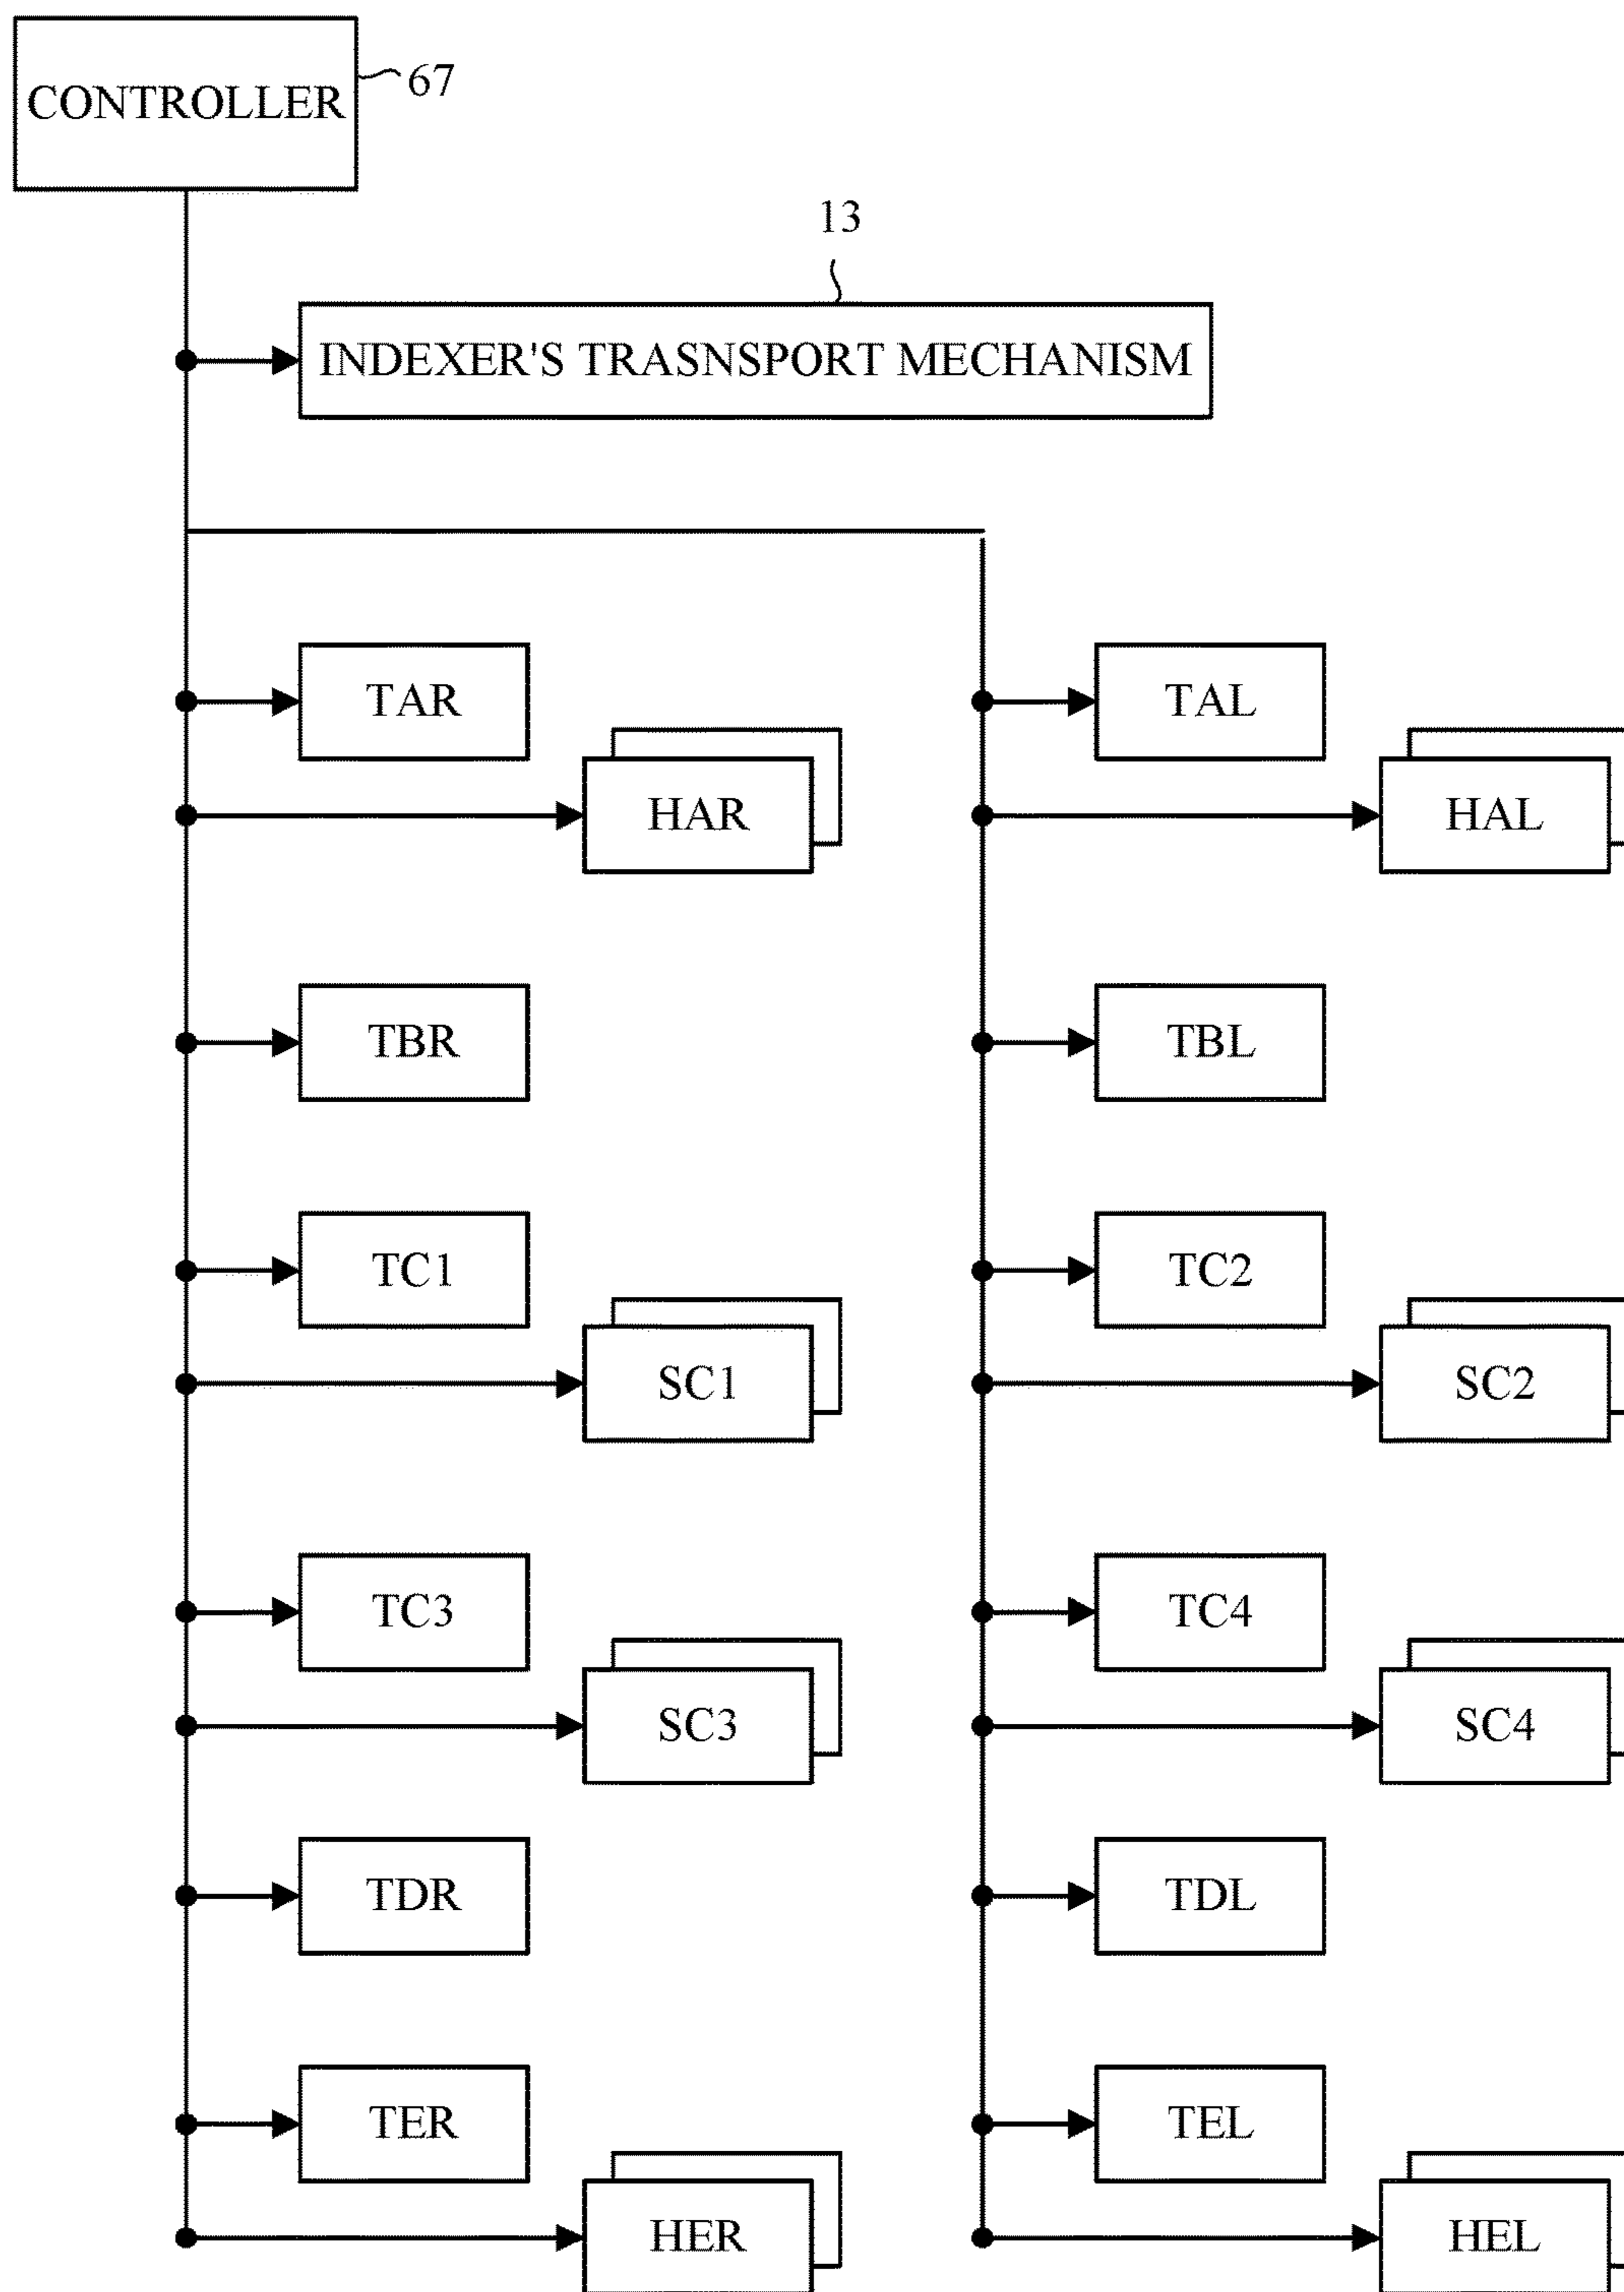 CONTROLLER
67
13
INDEXER'S TRASNSPORT MECHANISM
TAR
TAL
HAR
HAL
TBR
TBL
TC1
TC2
SC1
SC2
TC3
TC4
SC3
SC4
TDR
TDL
TER
TEL
HER
HEL